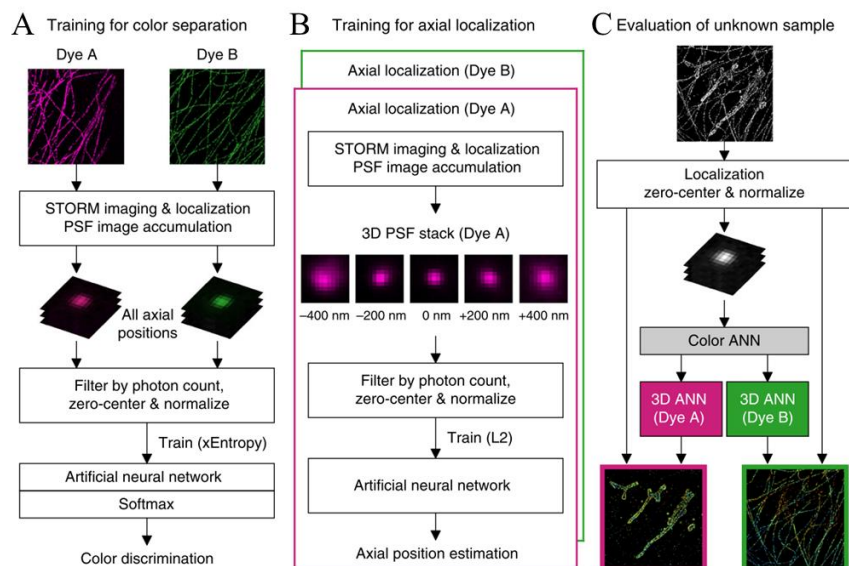 A Training for color separation
Dye A
Dye B
STORM imaging & localization
PSF image accumulation
All axial
positions
Filter by photon count,
zero-center & normalize
Train (xEntropy)
Artificial neural network
Softmax
Color discrimination
B Training for axial localization
Axial localization (Dye B)
Axial localization (Dye A)
STORM imaging & localization
PSF image accumulation
3D PSF stack (Dye A)
−400 nm
−200 nm
0 nm
+200 nm
+400 nm
Filter by photon count,
zero-center & normalize
Train (L2)
Artificial neural network
Axial position estimation
C Evaluation of unknown sample
Localization
zero-center & normalize
Color ANN
3D ANN
(Dye A)
3D ANN
(Dye B)